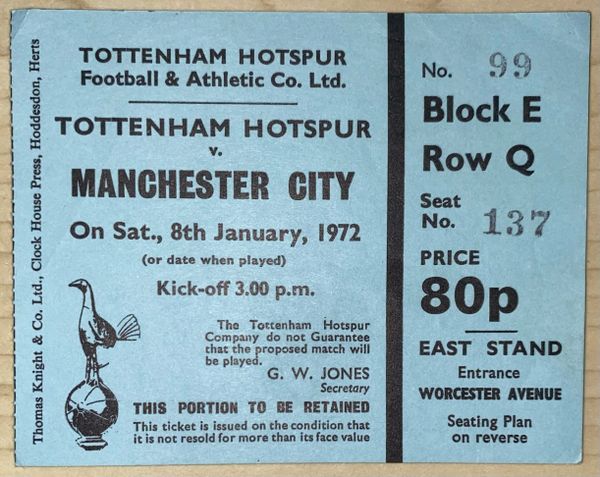 TOTTENHAM HOTSPUR
Football & Athletic Co. Ltd.
TOTTENHAM HOTSPUR
v.
MANCHESTER CITY
On Sat., 8th January, 1972
(or date when played)
Kick-off 3.00 p.m.
The Tottenham Hotspur
Company do not Guarantee
that the proposed match will
be played.
G. W. JONES
Secretary
THIS PORTION TO BE RETAINED
This ticket is issued on the condition that
it is not resold for more than its face value
Thomas Knight & Co. Ltd., Clock House Press, Hoddesdon, Herts
No. 99
Block E
Row Q
Seat
No. 137
PRICE
80p
EAST STAND
Entrance
WORCESTER AVENUE
Seating Plan
on reverse